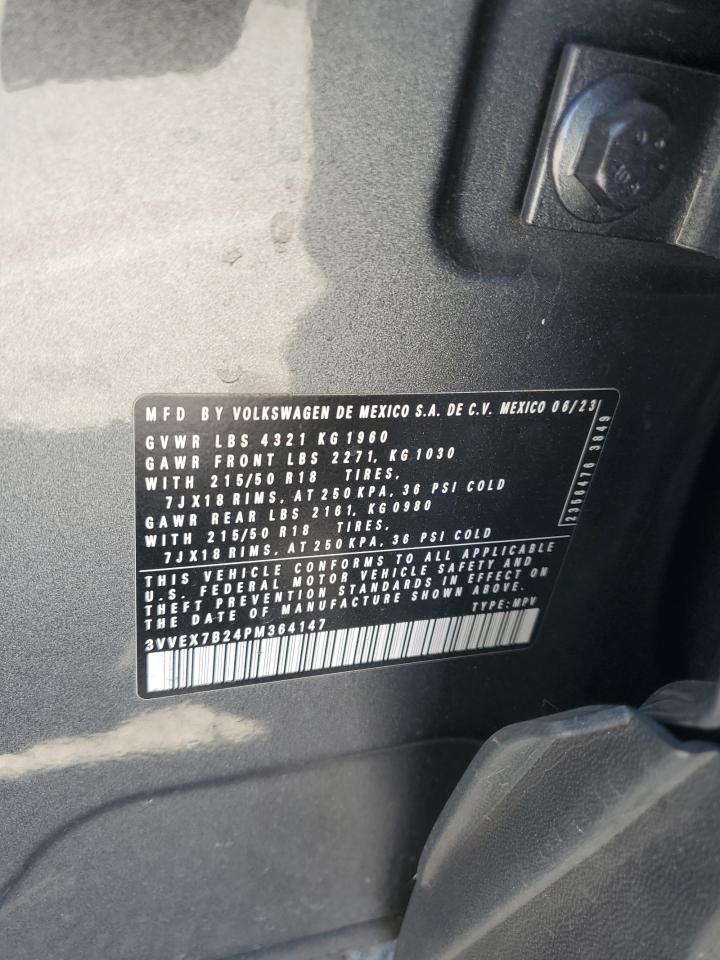 MFD BY VOLKSWAGEN DE MEXICO S.A. DE C.V. MEXICO 06/23
GVWR LBS 4321 KG 1960
GAWR FRONT LBS 2271, KG 1030
WITH 215/50 R18 TIRES,
7JX18 RIMS, AT 250 KPA, 36 PSI COLD
GAWR REAR LBS 2161, KG 0980
WITH 215/50 R18 TIRES,
7JX18 RIMS, AT 250 KPA, 36 PSI COLD
2356476 3849
THIS VEHICLE CONFORMS TO ALL APPLICABLE
U.S. FEDERAL MOTOR VEHICLE SAFETY AND
THEFT PREVENTION STANDARDS IN EFFECT ON
THE DATE OF MANUFACTURE SHOWN ABOVE.
3VVEX7B24PM364147 TYPE: MPV